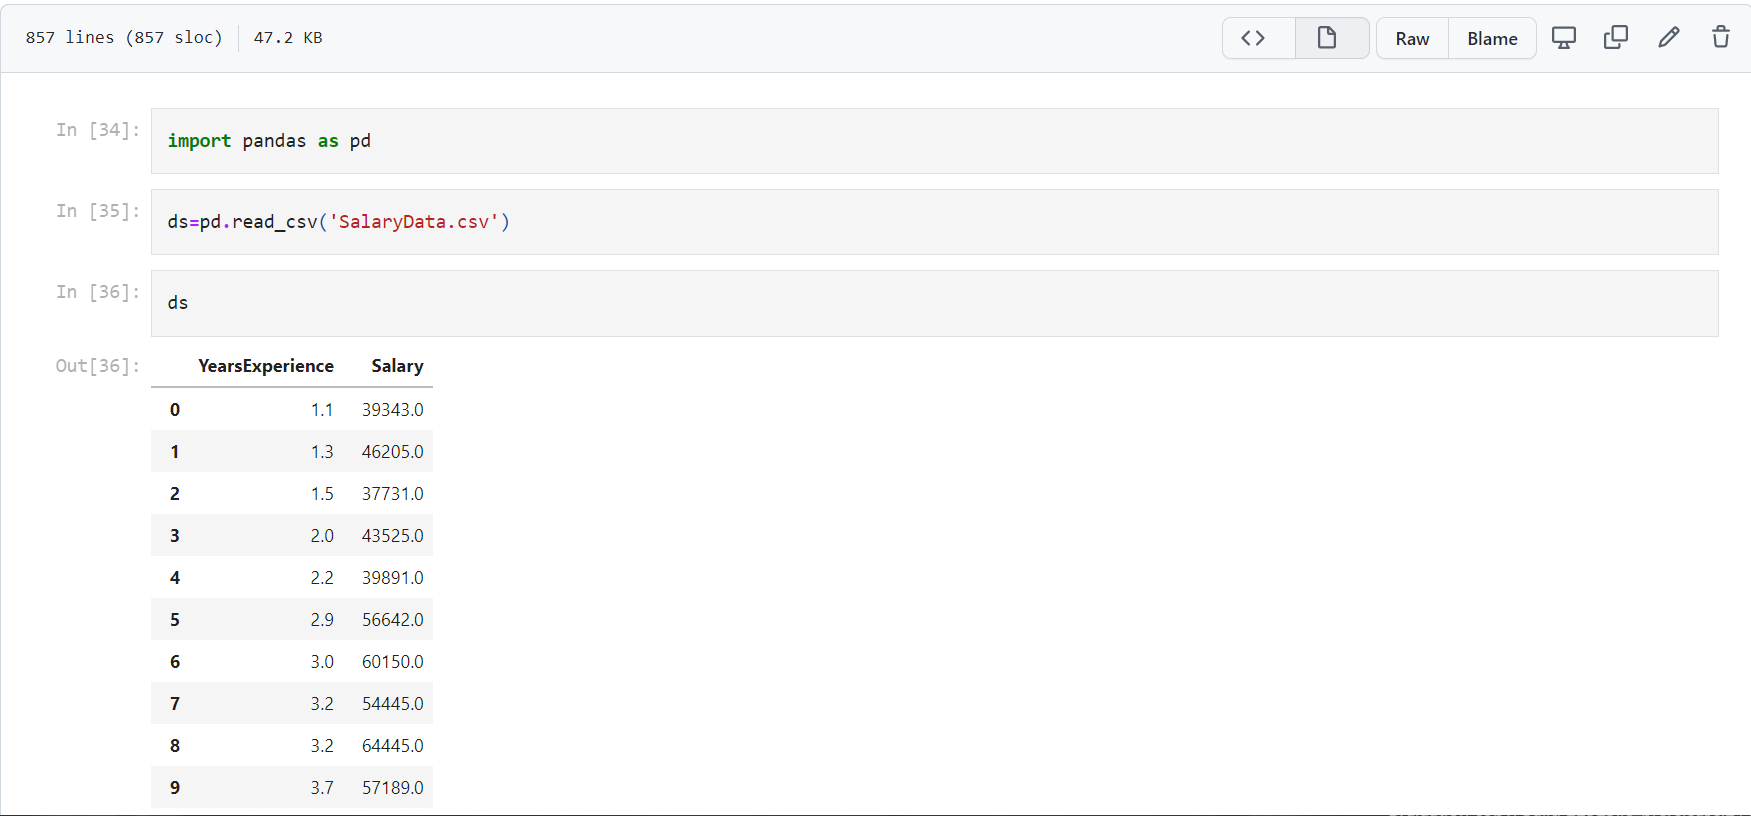 857 lines (857 sloc) 47.2 KB Raw Blame
In [34]: import pandas as pd
In [35]: ds=pd.read_csv('SalaryData.csv')
In [36]: ds
Out[36]: YearsExperience Salary
0 1.1 39343.0
1 1.3 46205.0
2 1.5 37731.0
3 2.0 43525.0
4 2.2 39891.0
5 2.9 56642.0
6 3.0 60150.0
7 3.2 54445.0
8 3.2 64445.0
9 3.7 57189.0